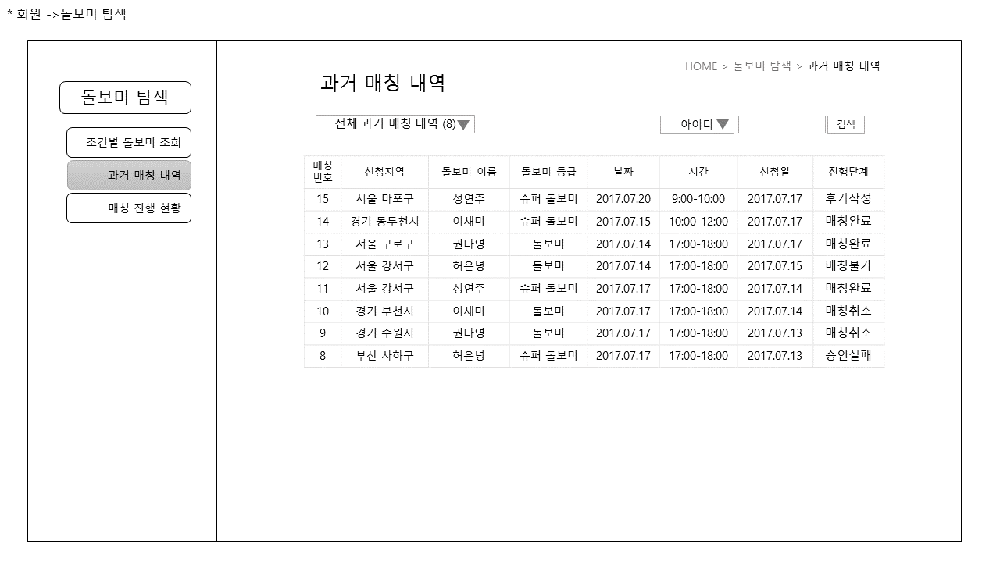 * 회원 ->돌보미 탐색
HOME > 돌보미 탐색 > 과거 매칭 내역
과거 매칭 내역
돌보미 탐색
조건별 돌보미 조회
과거 매칭 내역
매칭 진행 현황
전체 과거 매칭 내역 (8) 아이디 검색
매칭 번호 신청지역 돌보미 이름 돌보미 등급 날짜 시간 신청일 진행단계
15 서울 마포구 성연주 슈퍼 돌보미 2017.07.20 9:00-10:00 2017.07.17 후기작성
14 경기 동두천시 이새미 슈퍼 돌보미 2017.07.15 10:00-12:00 2017.07.17 매칭완료
13 서울 구로구 권다영 돌보미 2017.07.14 17:00-18:00 2017.07.17 매칭완료
12 서울 강서구 허은녕 돌보미 2017.07.14 17:00-18:00 2017.07.15 매칭불가
11 서울 강서구 성연주 슈퍼 돌보미 2017.07.17 17:00-18:00 2017.07.14 매칭완료
10 경기 부천시 이새미 돌보미 2017.07.17 17:00-18:00 2017.07.14 매칭취소
9 경기 수원시 권다영 돌보미 2017.07.17 17:00-18:00 2017.07.13 매칭취소
8 부산 사하구 허은녕 슈퍼 돌보미 2017.07.17 17:00-18:00 2017.07.13 승인실패